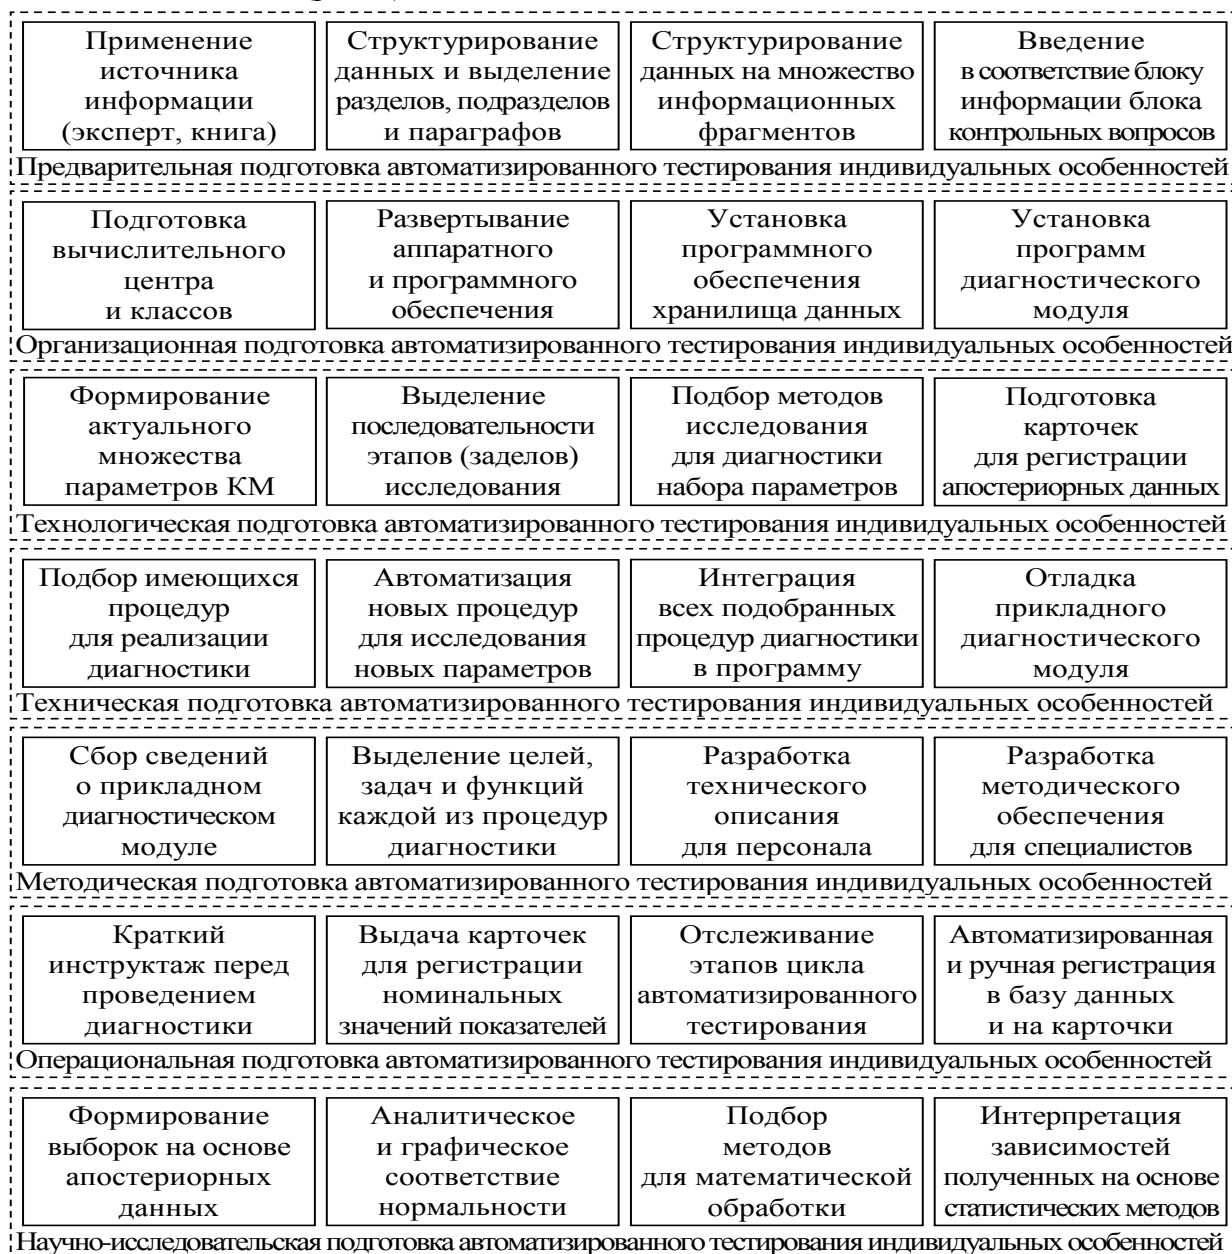 Применение
источника
информации
(эксперт, книга)
Структурирование
данных и выделение
разделов, подразделов
и параграфов
Структурирование
данных на множество
информационных
фрагментов
Введение
в соответствие блоку
информации блока
контрольных вопросов
Предварительная подготовка автоматизированного тестирования индивидуальных особенностей
Подготовка
вычислительного
центра
и классов
Развертывание
аппаратного
и программного
обеспечения
Установка
программного
обеспечения
хранилища данных
Установка
программ
диагностического
модуля
Организационная подготовка автоматизированного тестирования индивидуальных особенностей
Формирование
актуального
множества
параметров КМ
Выделение
последовательности
этапов (заделов)
исследования
Подбор методов
исследования
для диагностики
набора параметров
Подготовка
карточек
для регистрации
апостериорных данных
Технологическая подготовка автоматизированного тестирования индивидуальных особенностей
Подбор имеющихся
процедур
для реализации
диагностики
Автоматизация
новых процедур
для исследования
новых параметров
Интеграция
всех подобранных
процедур диагностики
в программу
Отладка
прикладного
диагностического
модуля
Техническая подготовка автоматизированного тестирования индивидуальных особенностей
Сбор сведений
о прикладном
диагностическом
модуле
Выделение целей,
задач и функций
каждой из процедур
диагностики
Разработка
технического
описания
для персонала
Разработка
методического
обеспечения
для специалистов
Методическая подготовка автоматизированного тестирования индивидуальных особенностей
Краткий
инструктаж перед
проведением
диагностики
Выдача карточек
для регистрации
номинальных
значений показателей
Отслеживание
этапов цикла
автоматизированного
тестирования
Автоматизированная
и ручная регистрация
в базу данных
и на карточки
Операциональная подготовка автоматизированного тестирования индивидуальных особенностей
Формирование
выборок на основе
апостериорных
данных
Аналитическое
и графическое
соответствие
нормальности
Подбор
методов
для математической
обработки
Интерпретация
зависимостей
полученных на основе
статистических методов
Научно-исследовательская подготовка автоматизированного тестирования индивидуальных особенностей